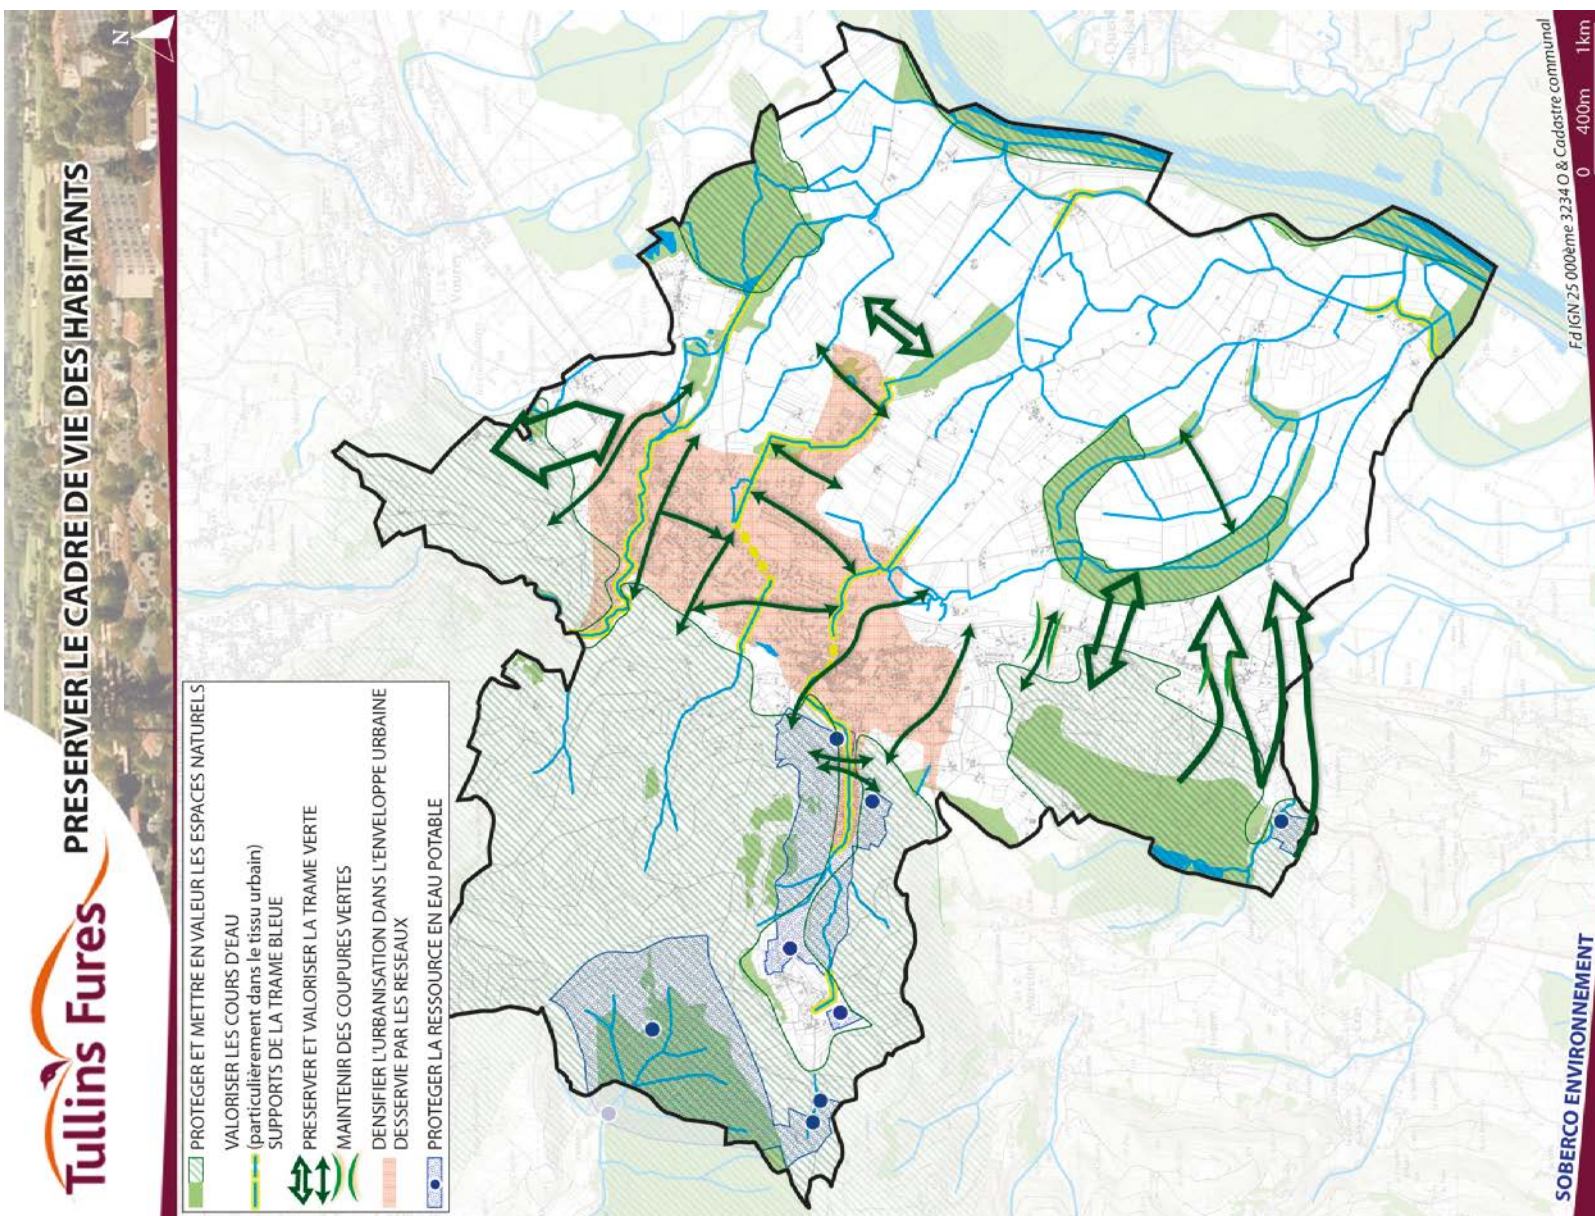 Tullins Fures
PRESERVER LE CADRE DE VIE DES HABITANTS
N
PROTEGER ET METTRE EN VALEUR LES ESPACES NATURELS
VALORISER LES COURS D'EAU
(particulièrement dans le tissu urbain)
SUPPORTS DE LA TRAME BLEUE
PRESERVER ET VALORISER LA TRAME VERTE
MAINTENIR DES COUPURES VERTES
DENSIFIER L'URBANISATION DANS L'ENVELOPPE URBAINE
DESSERVIE PAR LES RESEAUX
PROTEGER LA RESSOURCE EN EAU POTABLE
SOBERCO ENVIRONNEMENT
Fd IGN 25 000ème 3234 O & Cadastre communal
0 400m 1km